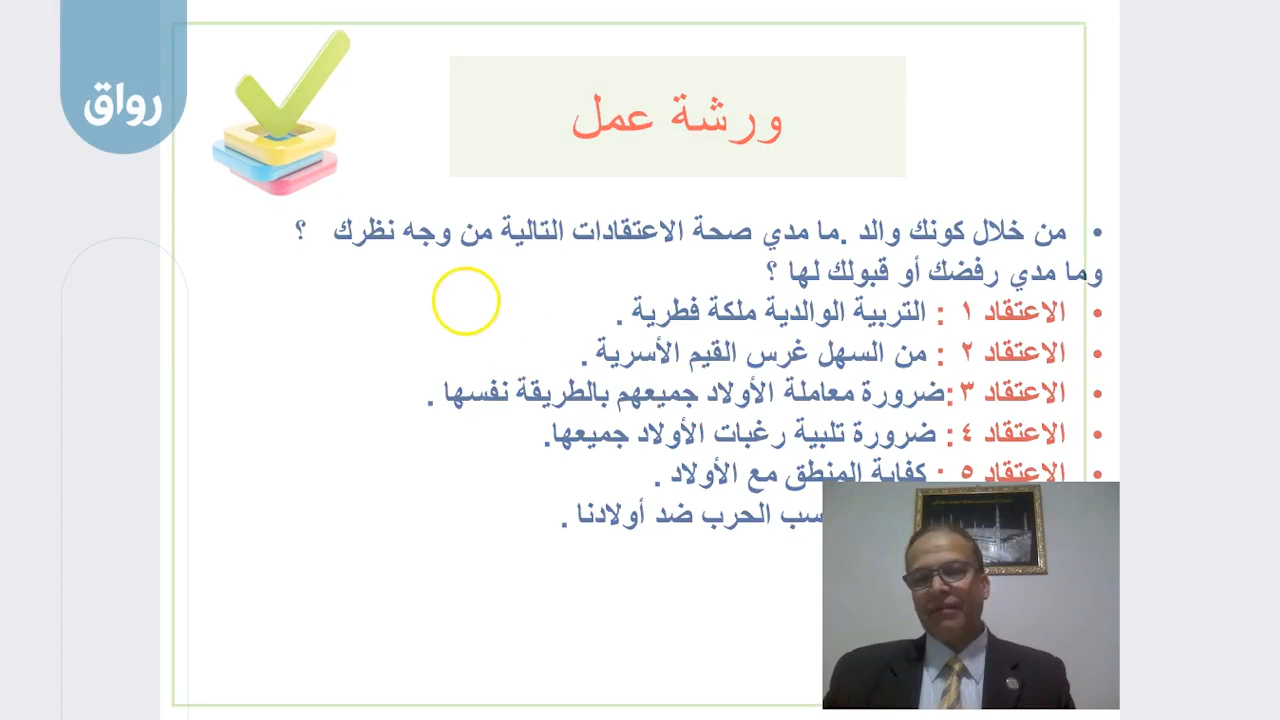 رواق
ورشة عمل
• من خلال كونك والد .ما مدي صحة الاعتقادات التالية من وجه نظرك ؟
وما مدي رفضك أو قبولك لها ؟
• الاعتقاد ١ : التربية الوالدية ملكة فطرية .
• الاعتقاد ٢ : من السهل غرس القيم الأسرية .
• الاعتقاد ٣ :ضرورة معاملة الأولاد جميعهم بالطريقة نفسها .
• الاعتقاد ٤ : ضرورة تلبية رغبات الأولاد جميعها.
• الاعتقاد ٥ : كفاية المنطق مع الأولاد .
الحرب ضد أولادنا .